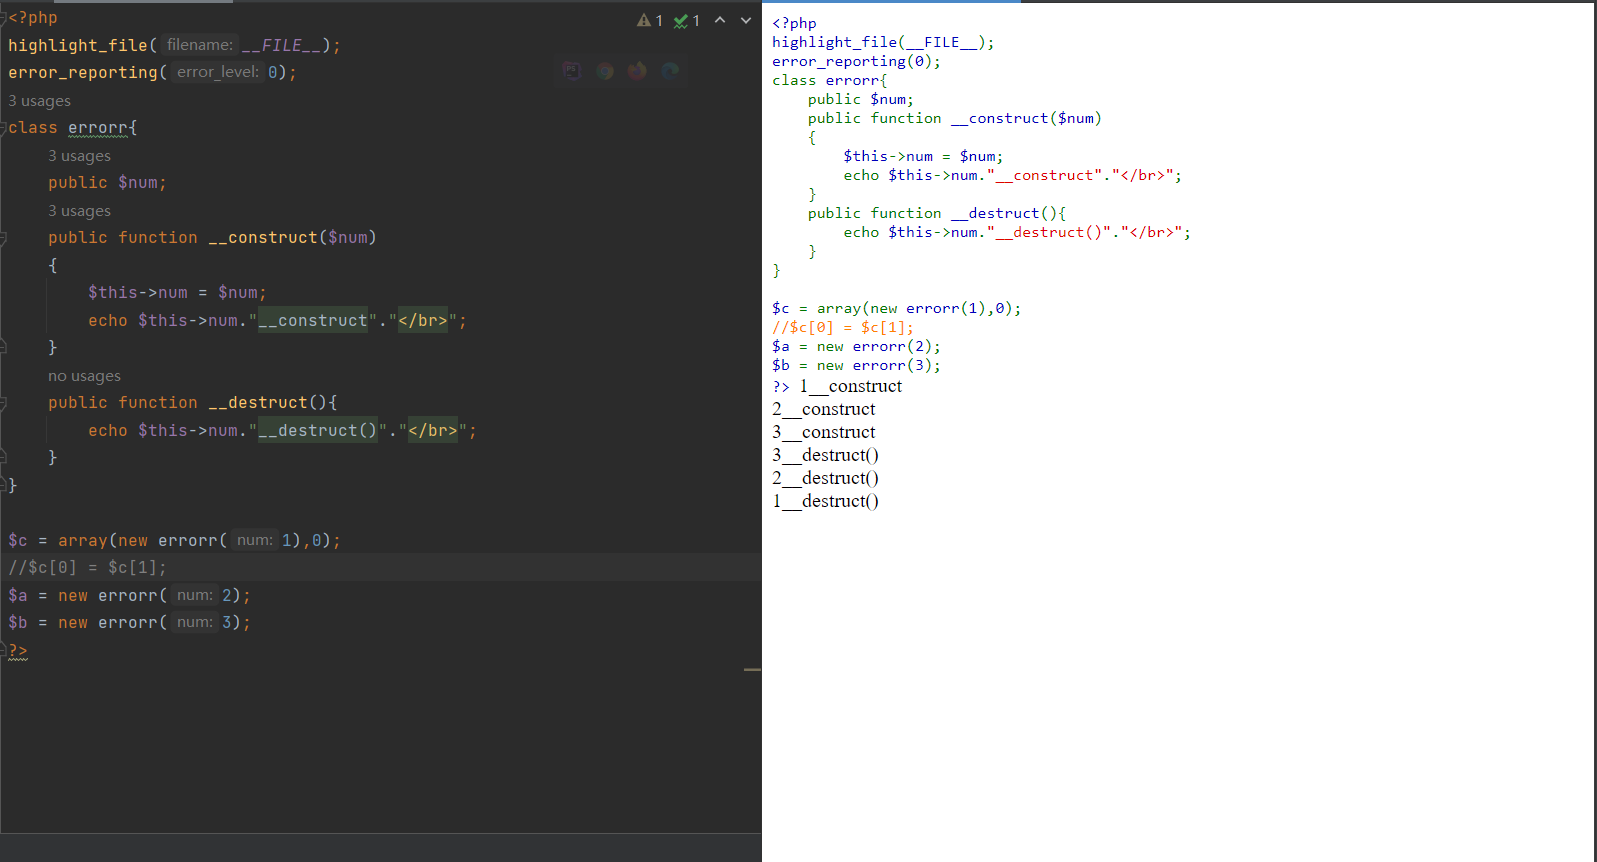 <?php
highlight_file( filename: __FILE__);
error_reporting( error_level: 0);
3 usages
class errorr{
    3 usages
    public $num;
    3 usages
    public function __construct($num)
    {
        $this->num = $num;
        echo $this->num."__construct"."</br>";
    }
    no usages
    public function __destruct(){
        echo $this->num."__destruct()"."</br>";
    }
}
$c = array(new errorr( num: 1),0);
//$c[0] = $c[1];
$a = new errorr( num: 2);
$b = new errorr( num: 3);
?>
1 1
<?php
highlight_file(__FILE__);
error_reporting(0);
class errorr{
    public $num;
    public function __construct($num)
    {
        $this->num = $num;
        echo $this->num."__construct"."</br>";
    }
    public function __destruct(){
        echo $this->num."__destruct()"."</br>";
    }
}
$c = array(new errorr(1),0);
//$c[0] = $c[1];
$a = new errorr(2);
$b = new errorr(3);
?> 1__construct
2__construct
3__construct
3__destruct()
2__destruct()
1__destruct()